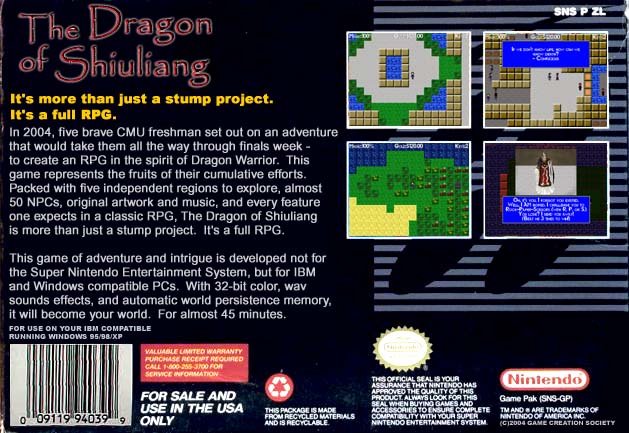 SNS P ZL
The Dragon
of Shiuliang
It's more than just a stump project.
It's a full RPG.
In 2004, five brave CMU freshman set out on an adventure
that would take them all the way through finals week -
to create an RPG in the spirit of Dragon Warrior. This
game represents the fruits of their cumulative efforts.
Packed with five independent regions to explore, almost
50 NPCs, original artwork and music, and every feature
one expects in a classic RPG, The Dragon of Shiuliang
is more than just a stump project. It's a full RPG.
This game of adventure and intrigue is developed not for
the Super Nintendo Entertainment System, but for IBM
and Windows compatible PCs. With 32-bit color, wav
sounds effects, and automatic world persistence memory,
it will become your world. For almost 45 minutes.
FOR USE ON YOUR IBM COMPATIBLE
RUNNING WINDOWS 95/98/XP
0 09119 94039 9
VALUABLE LIMITED WARRANTY
PURCHASE RECEIPT REQUIRED
CALL 1-800-255-3700 FOR
SERVICE INFORMATION
FOR SALE AND
USE IN THE USA
ONLY
THIS PACKAGE IS MADE
FROM RECYCLED MATERIALS
AND IS RECYCLABLE.
Nintendo
THIS OFFICIAL SEAL IS YOUR
ASSURANCE THAT NINTENDO HAS
APPROVED THE QUALITY OF THIS
PRODUCT. ALWAYS LOOK FOR THIS
SEAL WHEN BUYING GAMES AND
ACCESSORIES TO ENSURE COMPLETE
COMPATIBILITY WITH YOUR SUPER
NINTENDO ENTERTAINMENT SYSTEM.
Nintendo
Game Pak (SNS-GP)
TM AND ® ARE TRADEMARKS OF
NINTENDO OF AMERICA INC.
(C)2004 GAME CREATION SOCIETY